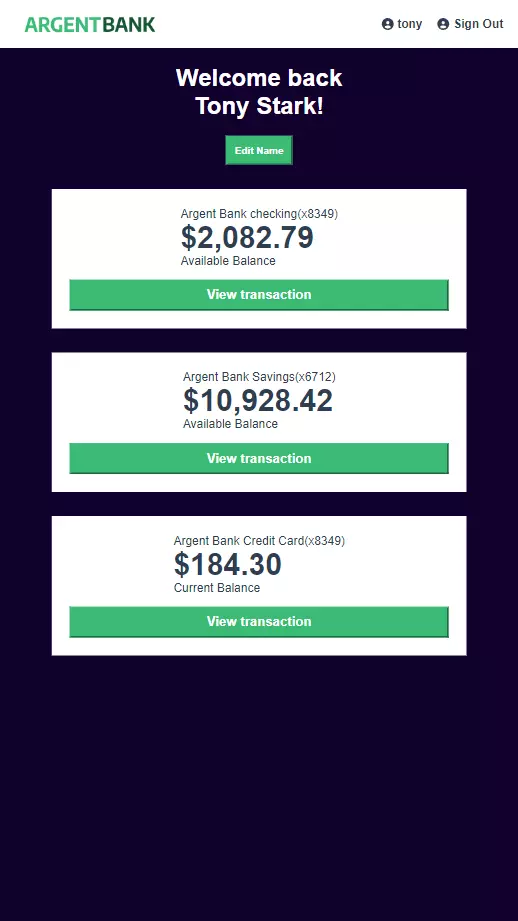 ARGENTBANK
tony
Sign Out
Welcome back
Tony Stark!
Edit Name
Argent Bank checking(x8349)
$2,082.79
Available Balance
View transaction
Argent Bank Savings(x6712)
$10,928.42
Available Balance
View transaction
Argent Bank Credit Card(x8349)
$184.30
Current Balance
View transaction